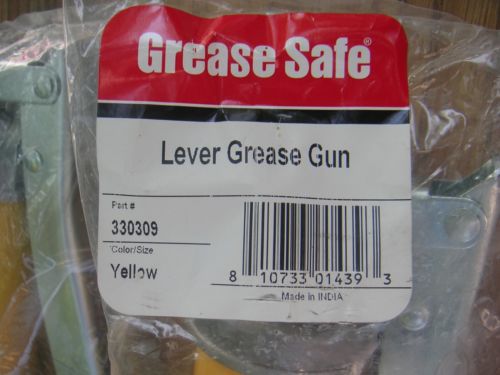 Grease Safe®
Lever Grease Gun
Part #
330309
Color/Size
Yellow
8 10733 01439 3
Made in INDIA